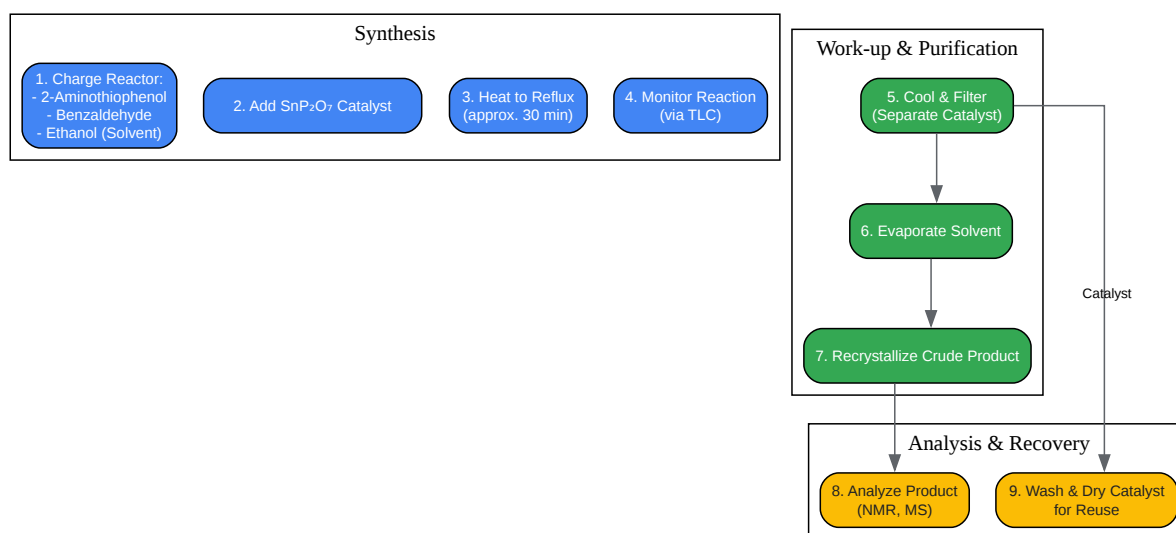 Synthesis
1. Charge Reactor:
- 2-Aminothiophenol
- Benzaldehyde
- Ethanol (Solvent)
2. Add SnP₂O₇ Catalyst
3. Heat to Reflux
(approx. 30 min)
4. Monitor Reaction
(via TLC)
Work-up & Purification
5. Cool & Filter
(Separate Catalyst)
6. Evaporate Solvent
Catalyst
7. Recrystallize Crude Product
Analysis & Recovery
8. Analyze Product
(NMR, MS)
9. Wash & Dry Catalyst
for Reuse